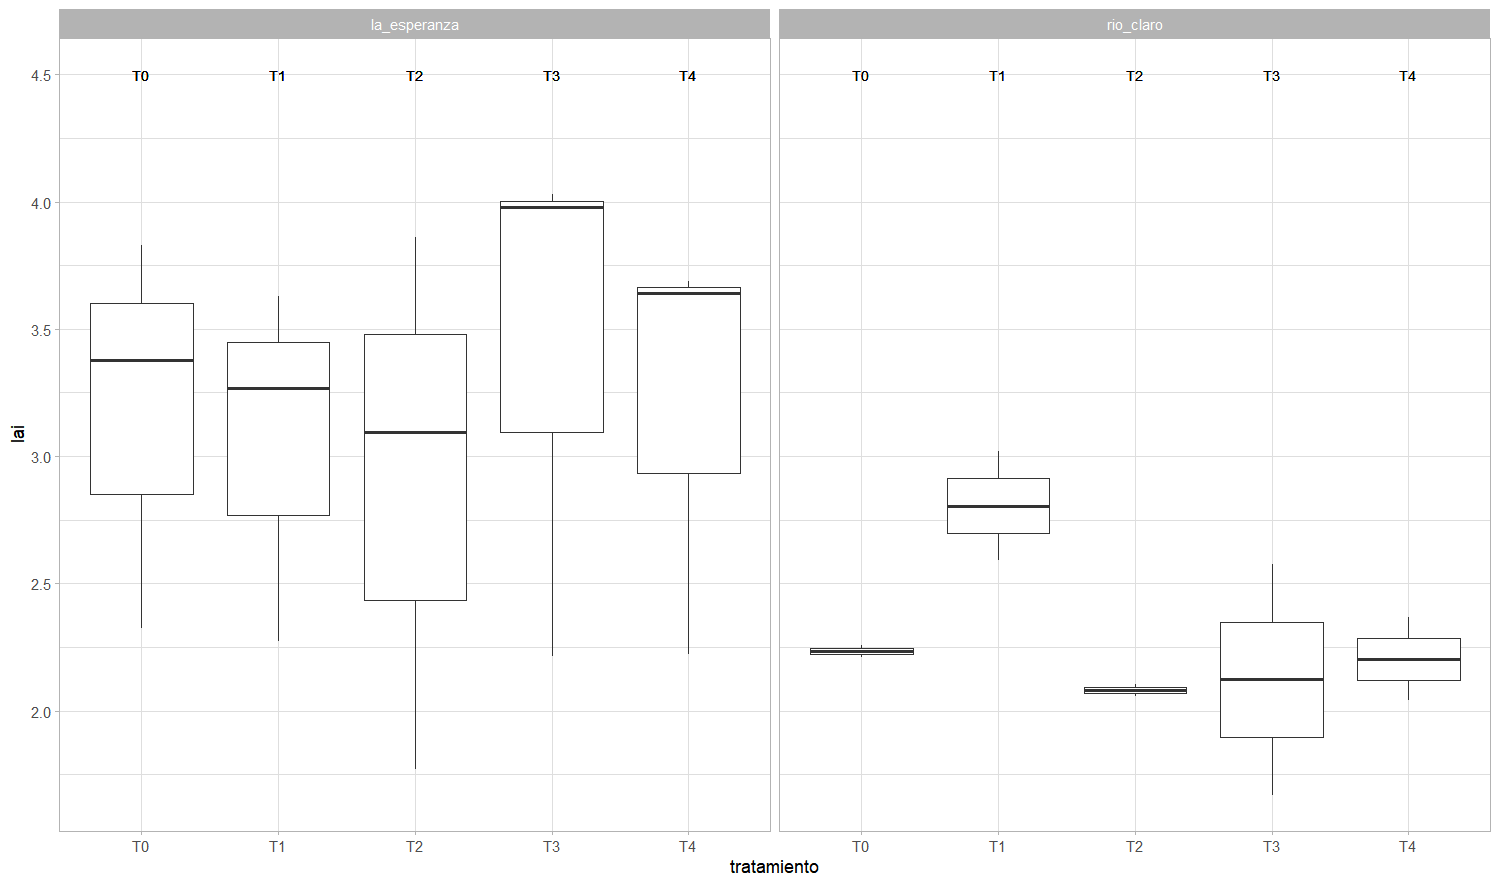 la_esperanza
rio_claro
T0 T1 T2 T3 T4
T0 T1 T2 T3 T4
4.5
4.0
3.5
3.0
2.5
2.0
lai
T0 T1 T2 T3 T4
T0 T1 T2 T3 T4
tratamiento